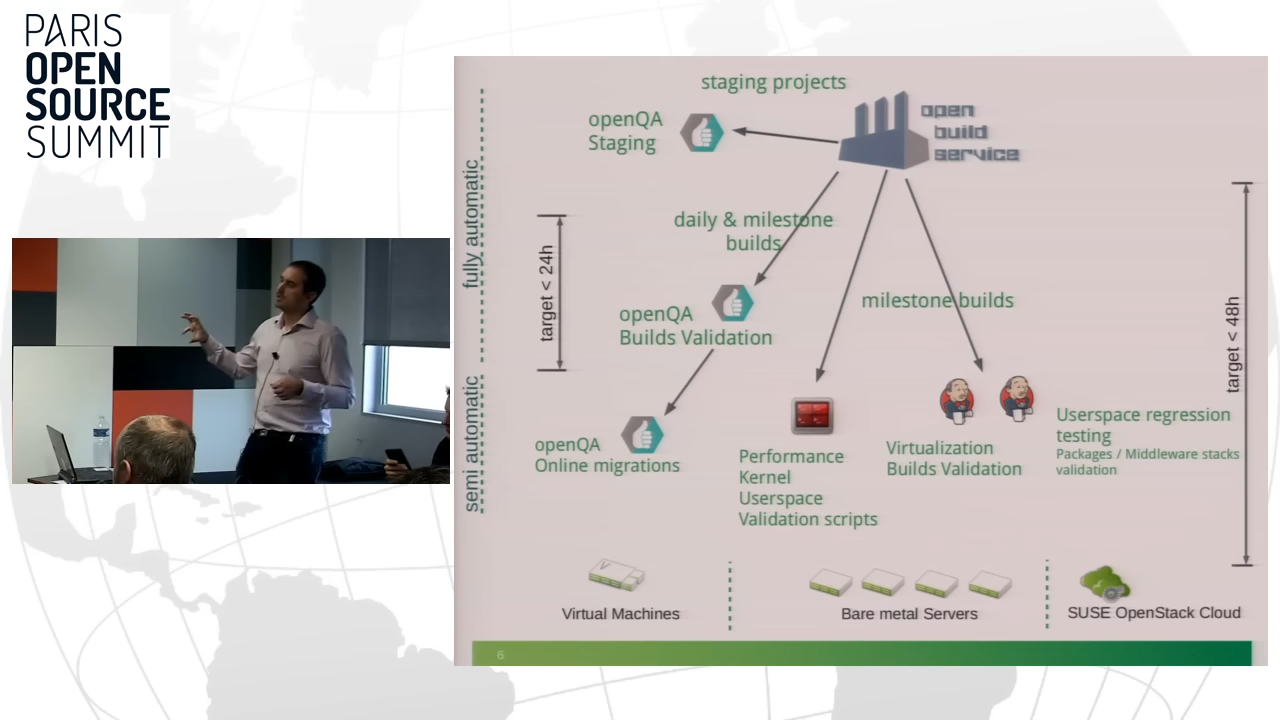 PARIS
OPEN
SOURCE
SUMMIT
staging projects
openQA
Staging
open
build
service
fully automatic
daily & milestone
builds
target < 24h
openQA
Builds Validation
milestone builds
target < 48h
semi automatic
openQA
Online migrations
Performance
Kernel
Userspace
Validation scripts
Virtualization
Builds Validation
Userspace regression
testing
Packages / Middleware stacks
validation
V
Virtual Machines
Bare metal Servers
SUSE OpenStack Cloud
6